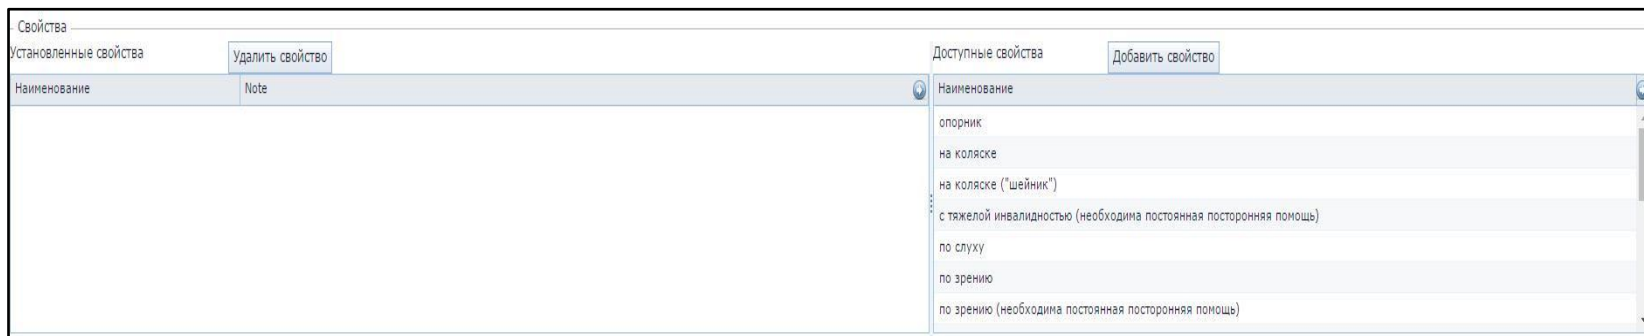 Свойства
Установленные свойства
Удалить свойство
Доступные свойства
Добавить свойство
Наименование
Note
Наименование
опорник
на коляске
на коляске ("шейник")
с тяжелой инвалидностью (необходима постоянная посторонняя помощь)
по слуху
по зрению
по зрению (необходима постоянная посторонняя помощь)